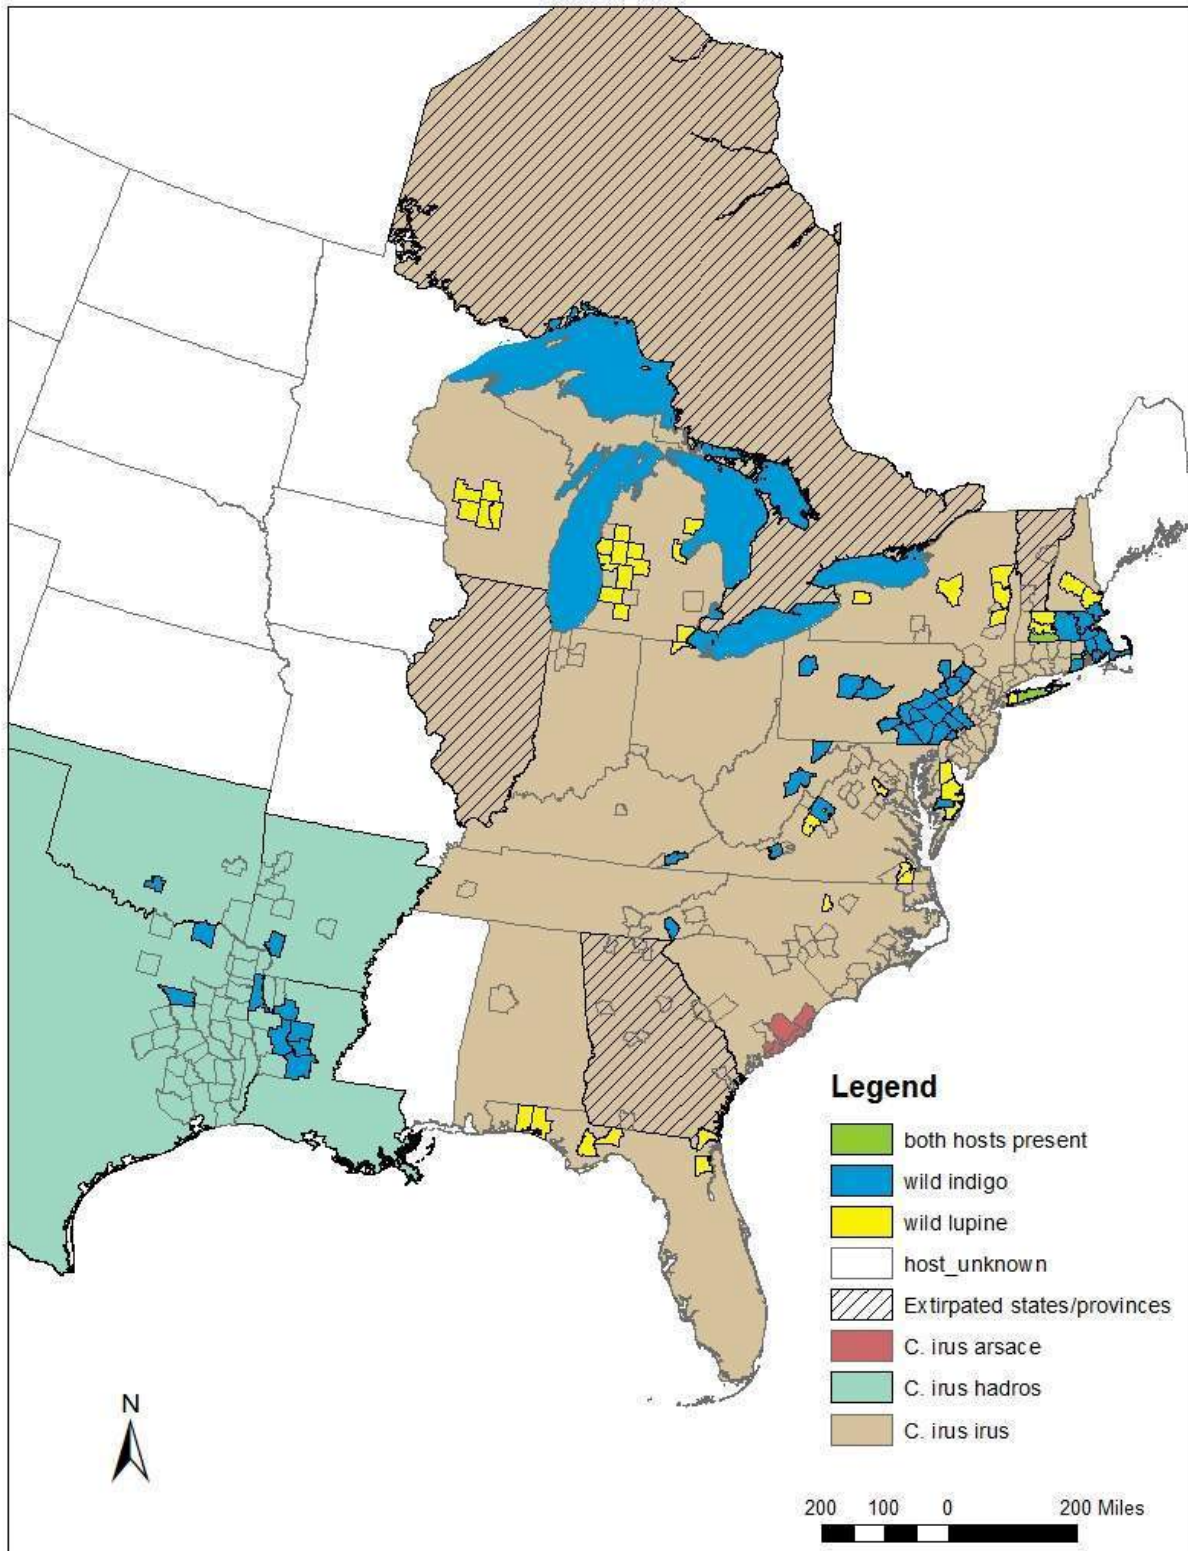 Legend
both hosts present
wild indigo
wild lupine
host_unknown
Extirpated states/provinces
C. irus arsace
C. irus hadros
C. irus irus
N
200 100 0 200 Miles